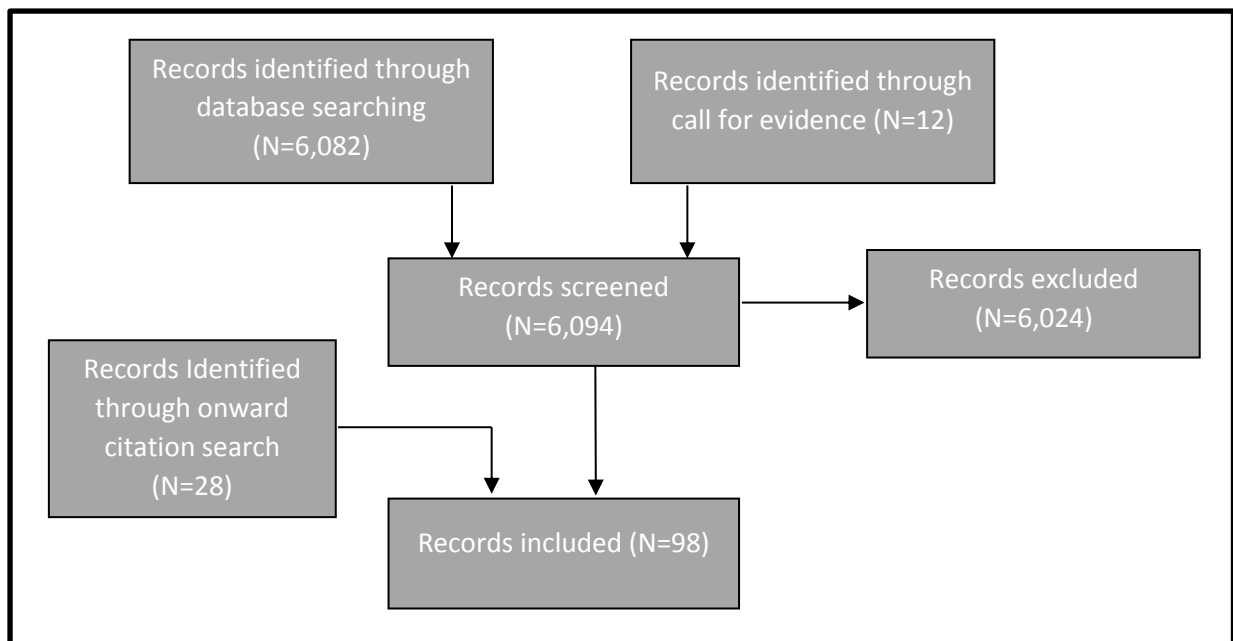 Records identified through
database searching
(N=6,082)
Records identified through
call for evidence (N=12)
Records screened
(N=6,094)
Records excluded
(N=6,024)
Records Identified
through onward
citation search
(N=28)
Records included (N=98)